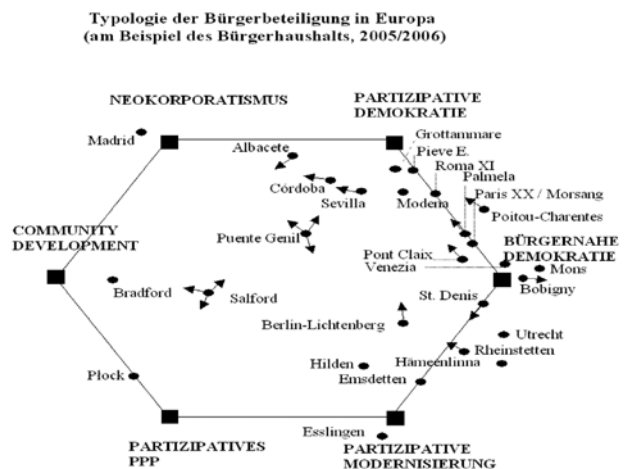 Typologie der Bürgerbeteiligung in Europa
(am Beispiel des Bürgerhaushalts, 2005/2006)
NEOKORPORATISMUS
PARTIZIPATIVE
DEMOKRATIE
Madrid
Albacete
Grottammare
Pieve E.
Roma XI
Palmela
Córdoba
Sevilla
Modena
Paris XX / Morsang
Poitou-Charentes
COMMUNITY
DEVELOPMENT
Puente Genil
Pont Claix
Venezia
BÜRGERNAHE
DEMOKRATIE
Mons
Bobigny
Bradford
Salford
St. Denis
Berlin-Lichtenberg
Utrecht
Hämeenlinna
Rheinstetten
Hilden
Emsdetten
Plock
Esslingen
PARTIZIPATIVES
PPP
PARTIZIPATIVE
MODERNISIERUNG